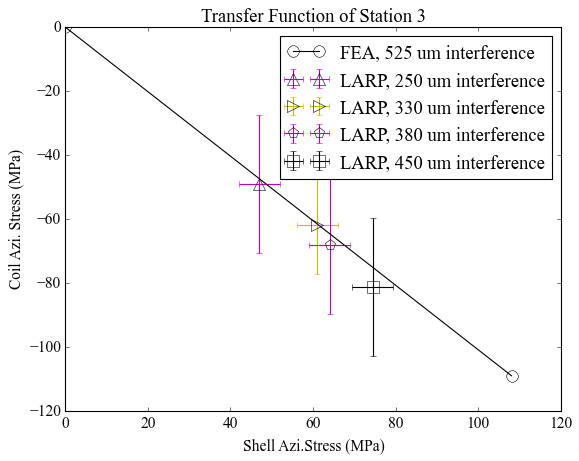 Transfer Function of Station 3
FEA, 525 um interference
LARP, 250 um interference
LARP, 330 um interference
LARP, 380 um interference
LARP, 450 um interference
Coil Azi. Stress (MPa)
0
−20
−40
−60
−80
−100
−120
0 20 40 60 80 100 120
Shell Azi.Stress (MPa)